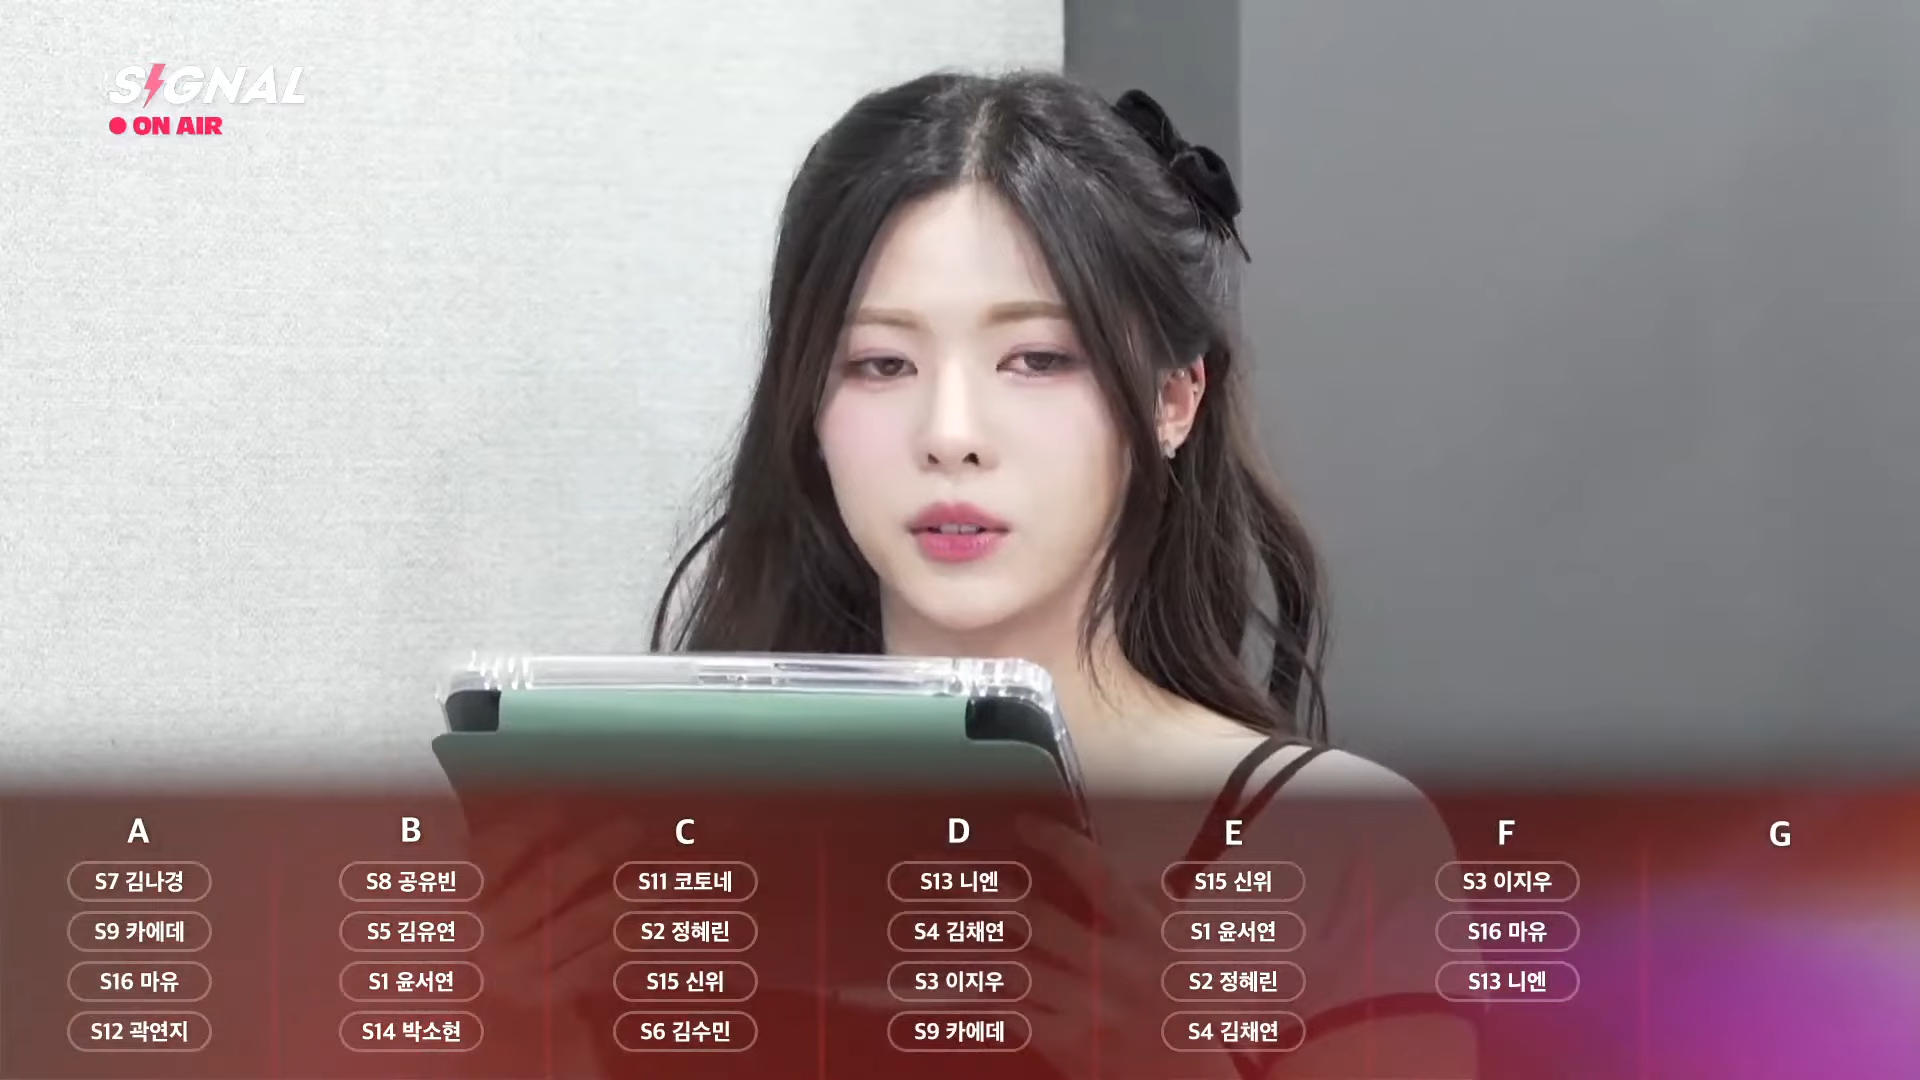 SIGNAL
ON AIR
A
S7 김나경
S9 카에데
S16 마유
S12 곽연지
B
S8 공유빈
S5 김유연
S1 윤서연
S14 박소현
C
S11 코토네
S2 정혜린
S15 신위
S6 김수민
D
S13 니엔
S4 김채연
S3 이지우
S9 카에데
E
S15 신위
S1 윤서연
S2 정혜린
S4 김채연
F
S3 이지우
S16 마유
S13 니엔
G